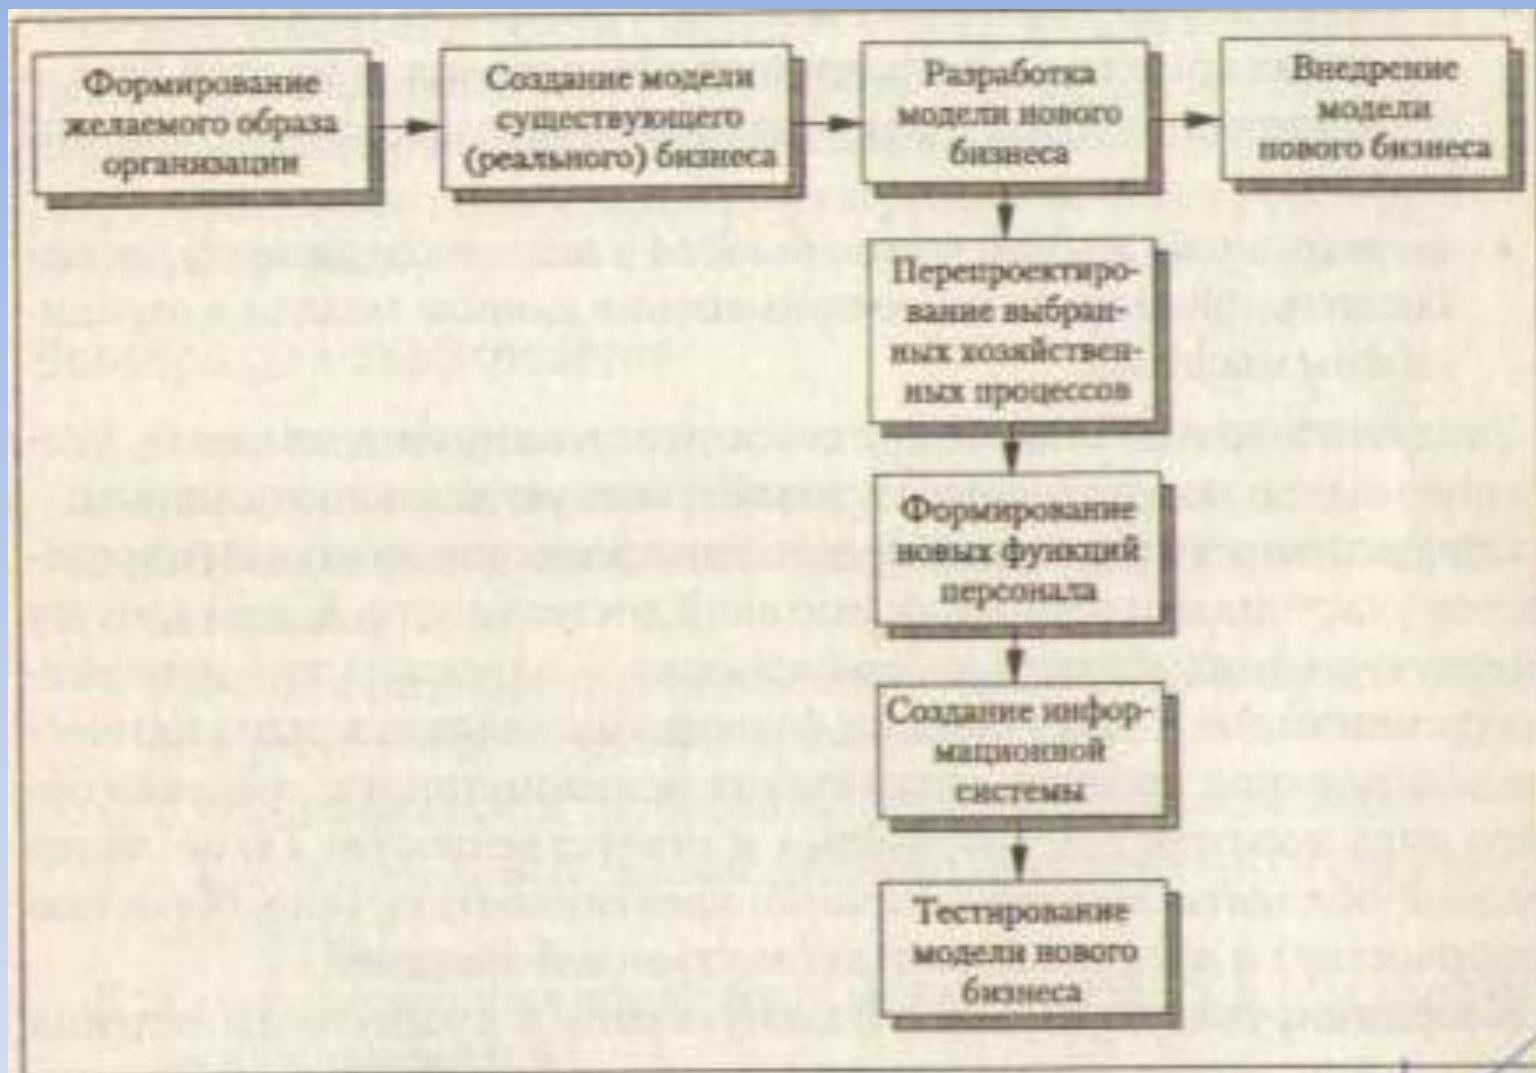 Формирование
желаемого образа
организации
Создание модели
существующего
(реального) бизнеса
Разработка
модели нового
бизнеса
Внедрение
модели
нового бизнеса
Перепроектиро-
вание выбран-
ных хозяйствен-
ных процессов
Формирование
новых функций
персонала
Создание инфор-
мационной
системы
Тестирование
модели нового
бизнеса